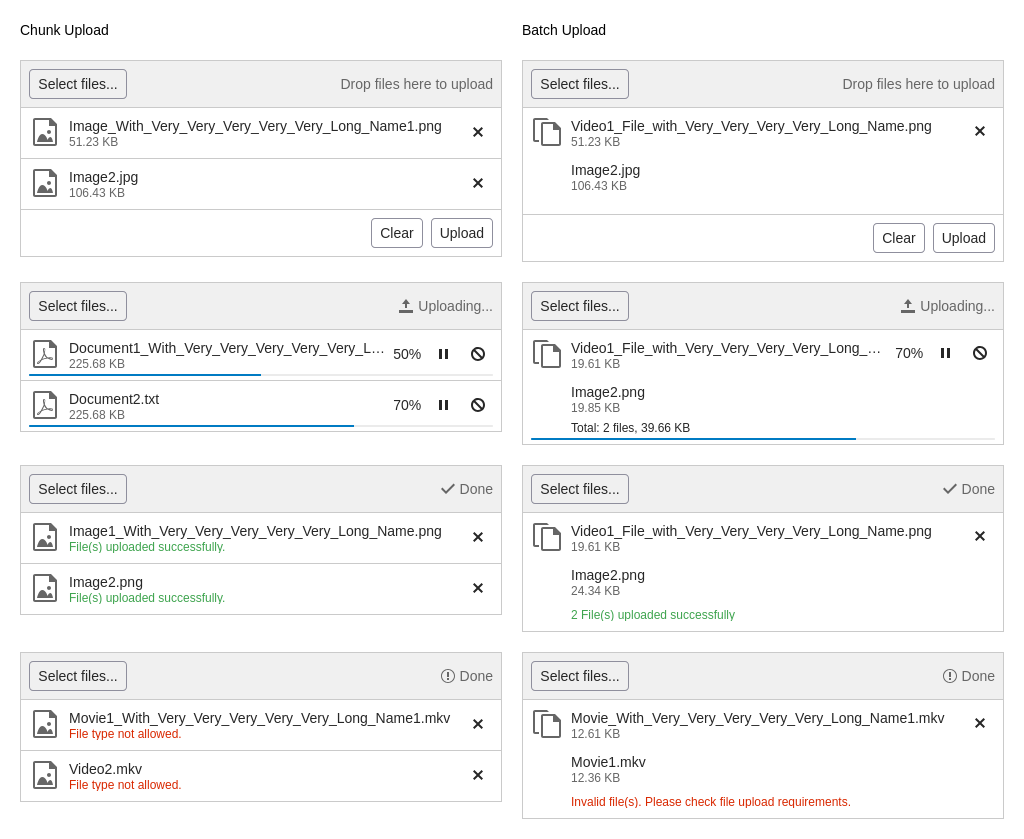 Chunk Upload
Select files...
Drop files here to upload
Image_With_Very_Very_Very_Very_Very_Long_Name1.png
51.23 KB
Image2.jpg
106.43 KB
Clear
Upload
Select files...
Uploading...
Document1_With_Very_Very_Very_Very_Very_L...
50%
225.68 KB
Document2.txt
70%
225.68 KB
Select files...
Done
Image1_With_Very_Very_Very_Very_Very_Long_Name.png
File(s) uploaded successfully.
Image2.png
File(s) uploaded successfully.
Select files...
Done
Movie1_With_Very_Very_Very_Very_Very_Long_Name1.mkv
File type not allowed.
Video2.mkv
File type not allowed.
Batch Upload
Select files...
Drop files here to upload
Video1_File_with_Very_Very_Very_Very_Long_Name.png
51.23 KB
Image2.jpg
106.43 KB
Clear
Upload
Select files...
Uploading...
Video1_File_with_Very_Very_Very_Very_Long_...
70%
19.61 KB
Image2.png
19.85 KB
Total: 2 files, 39.66 KB
Select files...
Done
Video1_File_with_Very_Very_Very_Very_Long_Name.png
19.61 KB
Image2.png
24.34 KB
2 File(s) uploaded successfully
Select files...
Done
Movie_With_Very_Very_Very_Very_Very_Long_Name1.mkv
12.61 KB
Movie1.mkv
12.36 KB
Invalid file(s). Please check file upload requirements.